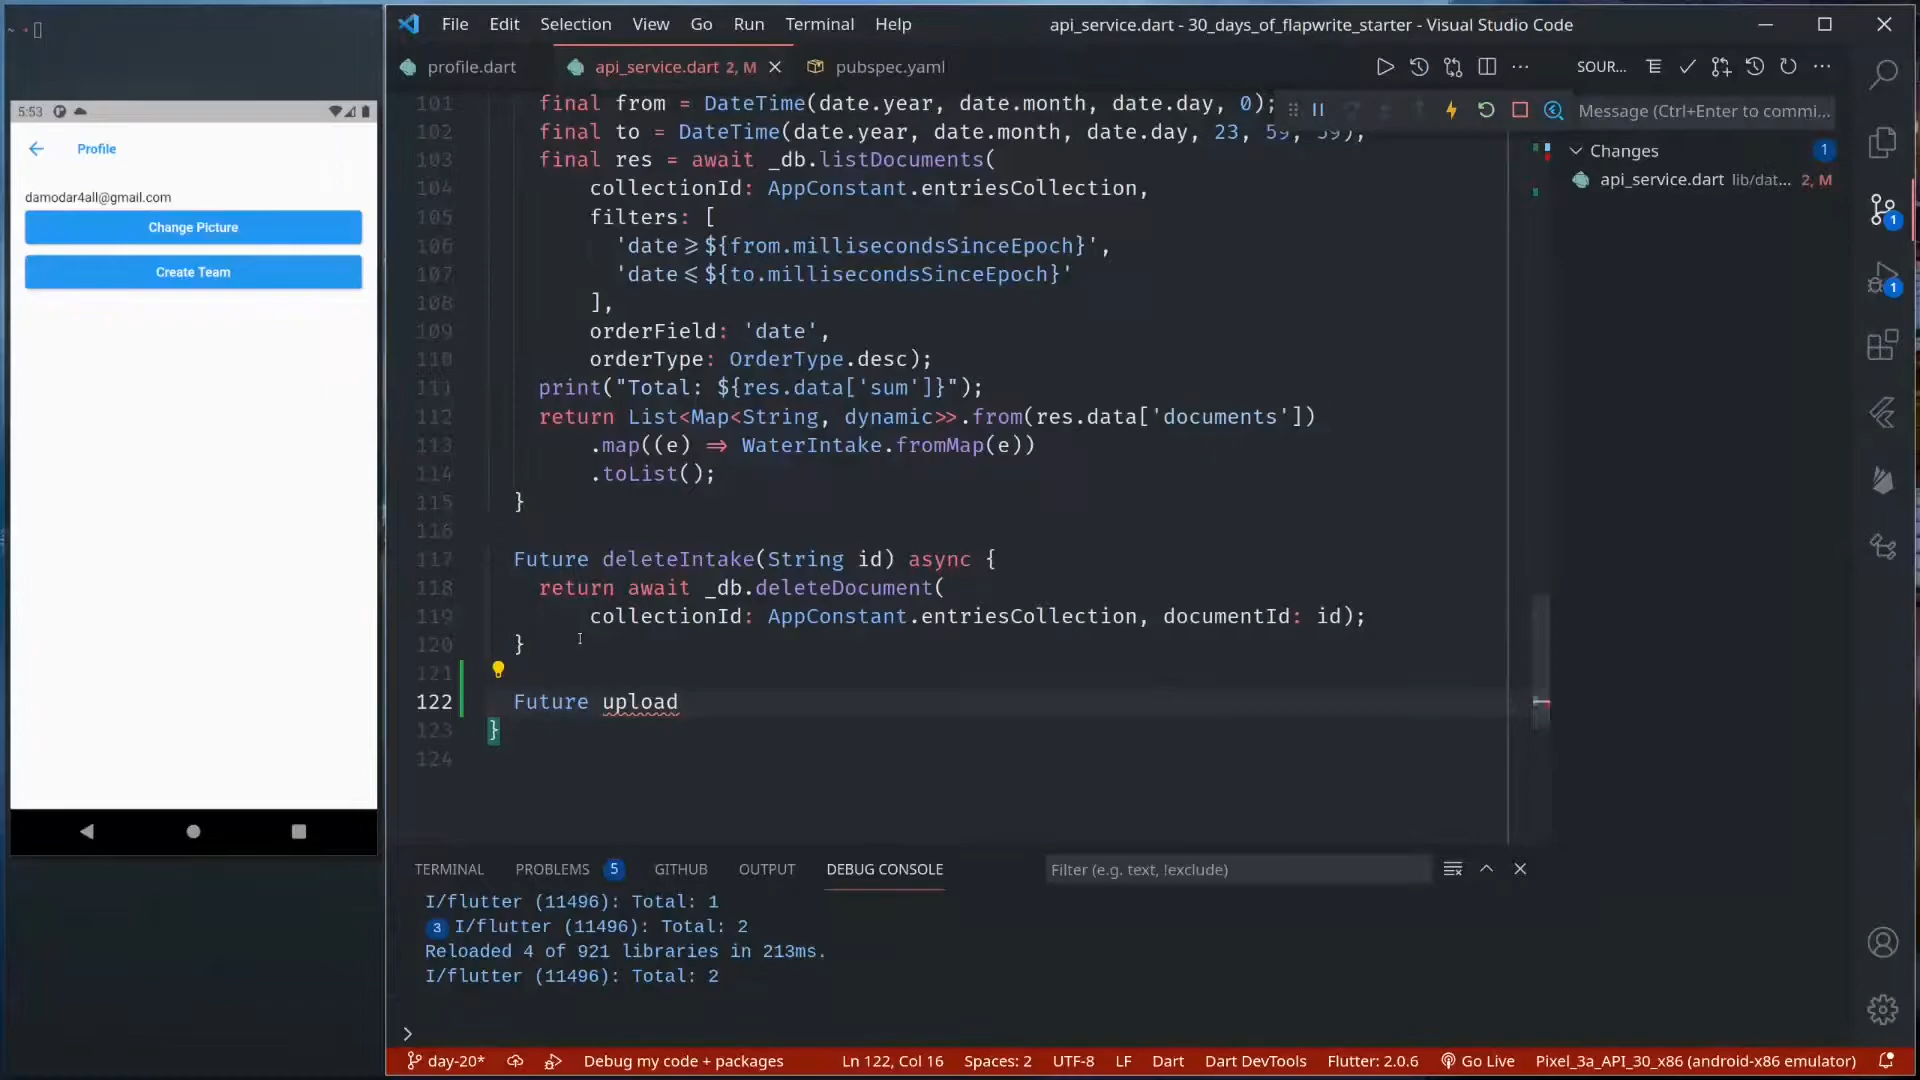 File Edit Selection View Go Run Terminal Help
api_service.dart - 30_days_of_flapwrite_starter - Visual Studio Code
profile.dart
api_service.dart 2, M
pubspec.yaml
SOUR...
5:53
Profile
damodar4all@gmail.com
Change Picture
Create Team
101 final from = DateTime(date.year, date.month, date.day, 0);
102 final to = DateTime(date.year, date.month, date.day, 23, 59, 59);
103 final res = await _db.listDocuments(
104 collectionId: AppConstant.entriesCollection,
105 filters: [
106 'date≥${from.millisecondsSinceEpoch}',
107 'date≤${to.millisecondsSinceEpoch}'
108 ],
109 orderField: 'date',
110 orderType: OrderType.desc);
111 print("Total: ${res.data['sum']}");
112 return List<Map<String, dynamic>>.from(res.data['documents'])
113 .map((e) ⇒ WaterIntake.fromMap(e))
114 .toList();
115 }
116
117 Future deleteIntake(String id) async {
118 return await _db.deleteDocument(
119 collectionId: AppConstant.entriesCollection, documentId: id);
120 }
121
122 Future upload
123 }
124
Message (Ctrl+Enter to commi...
Changes 1
api_service.dart lib/dat... 2, M
1
1
TERMINAL PROBLEMS 5 GITHUB OUTPUT DEBUG CONSOLE
Filter (e.g. text, !exclude)
I/flutter (11496): Total: 1
3 I/flutter (11496): Total: 2
Reloaded 4 of 921 libraries in 213ms.
I/flutter (11496): Total: 2
day-20* Debug my code + packages Ln 122, Col 16 Spaces: 2 UTF-8 LF Dart Dart DevTools Flutter: 2.0.6 Go Live Pixel_3a_API_30_x86 (android-x86 emulator)